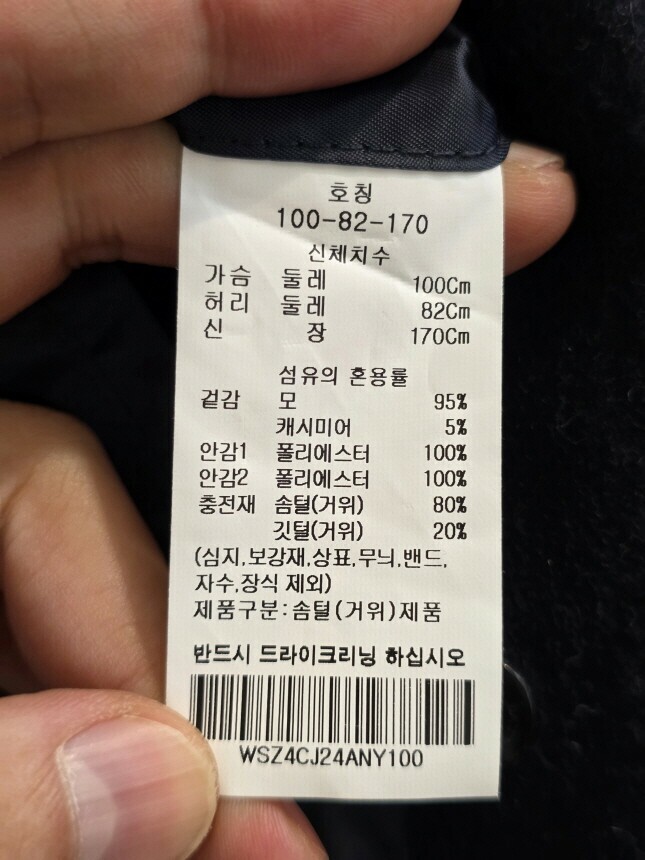 호칭
100-82-170
신체치수
가슴 둘레 100Cm
허리 둘레 82Cm
신 장 170Cm
섬유의 혼용률
겉감 모 95%
캐시미어 5%
안감1 폴리에스터 100%
안감2 폴리에스터 100%
충전재 솜털(거위) 80%
깃털(거위) 20%
(심지,보강재,상표,무늬,밴드,
자수,장식 제외)
제품구분:솜털(거위)제품
반드시 드라이크리닝 하십시오
WSZ4CJ24ANY100